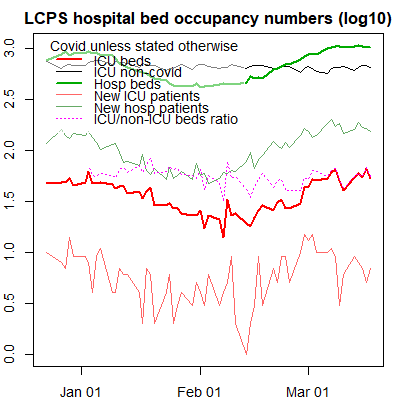 LCPS hospital bed occupancy numbers (log10)
Covid unless stated otherwise
ICU beds
ICU non-covid
Hosp beds
New ICU patients
New hosp patients
ICU/non-ICU beds ratio
3.0
2.5
2.0
1.5
1.0
0.5
0.0
Jan 01
Feb 01
Mar 01